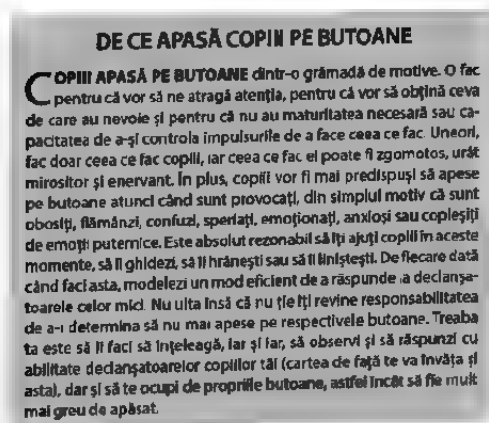 DE CE APASĂ COPIII PE BUTOANE
COPIII APASĂ PE BUTOANE dintr-o grămadă de motive. O fac
pentru că vor să ne atragă atenția, pentru că vor să obțină ceva
de care au nevoie și pentru că nu au maturitatea necesară sau ca-
pacitatea de a-și controla impulsurile de a face ceea ce fac. Uneori,
fac doar ceea ce fac copiii, iar ceea ce fac ei poate fi zgomotos, urât
mirositor și enervant. În plus, copiii vor fi mai predispuși să apese
pe butoane atunci când sunt provocați, din simplul motiv că sunt
obosiți, flămânzi, confuzi, speriați, emoționați, anxioși sau copleșiți
de emoții puternice. Este absolut rezonabil să îți ajuți copiii în aceste
momente, să îi ghidezi, să îi hrănești sau să îi liniștești. De fiecare dată
când faci asta, modelezi un mod eficient de a răspunde la declanșa-
toarele celor mici. Nu uita însă că nu ție îți revine responsabilitatea
de a-i determina să nu mai apese pe respectivele butoane. Treaba
ta este să îi faci să înțeleagă, iar și iar, să observi și să răspunzi cu
abilitate declanșatoarelor copiilor tăi (cartea de față te va învăța și
asta), dar și să te ocupi de propriile butoane, astfel încât să fie mult
mai greu de apăsat.